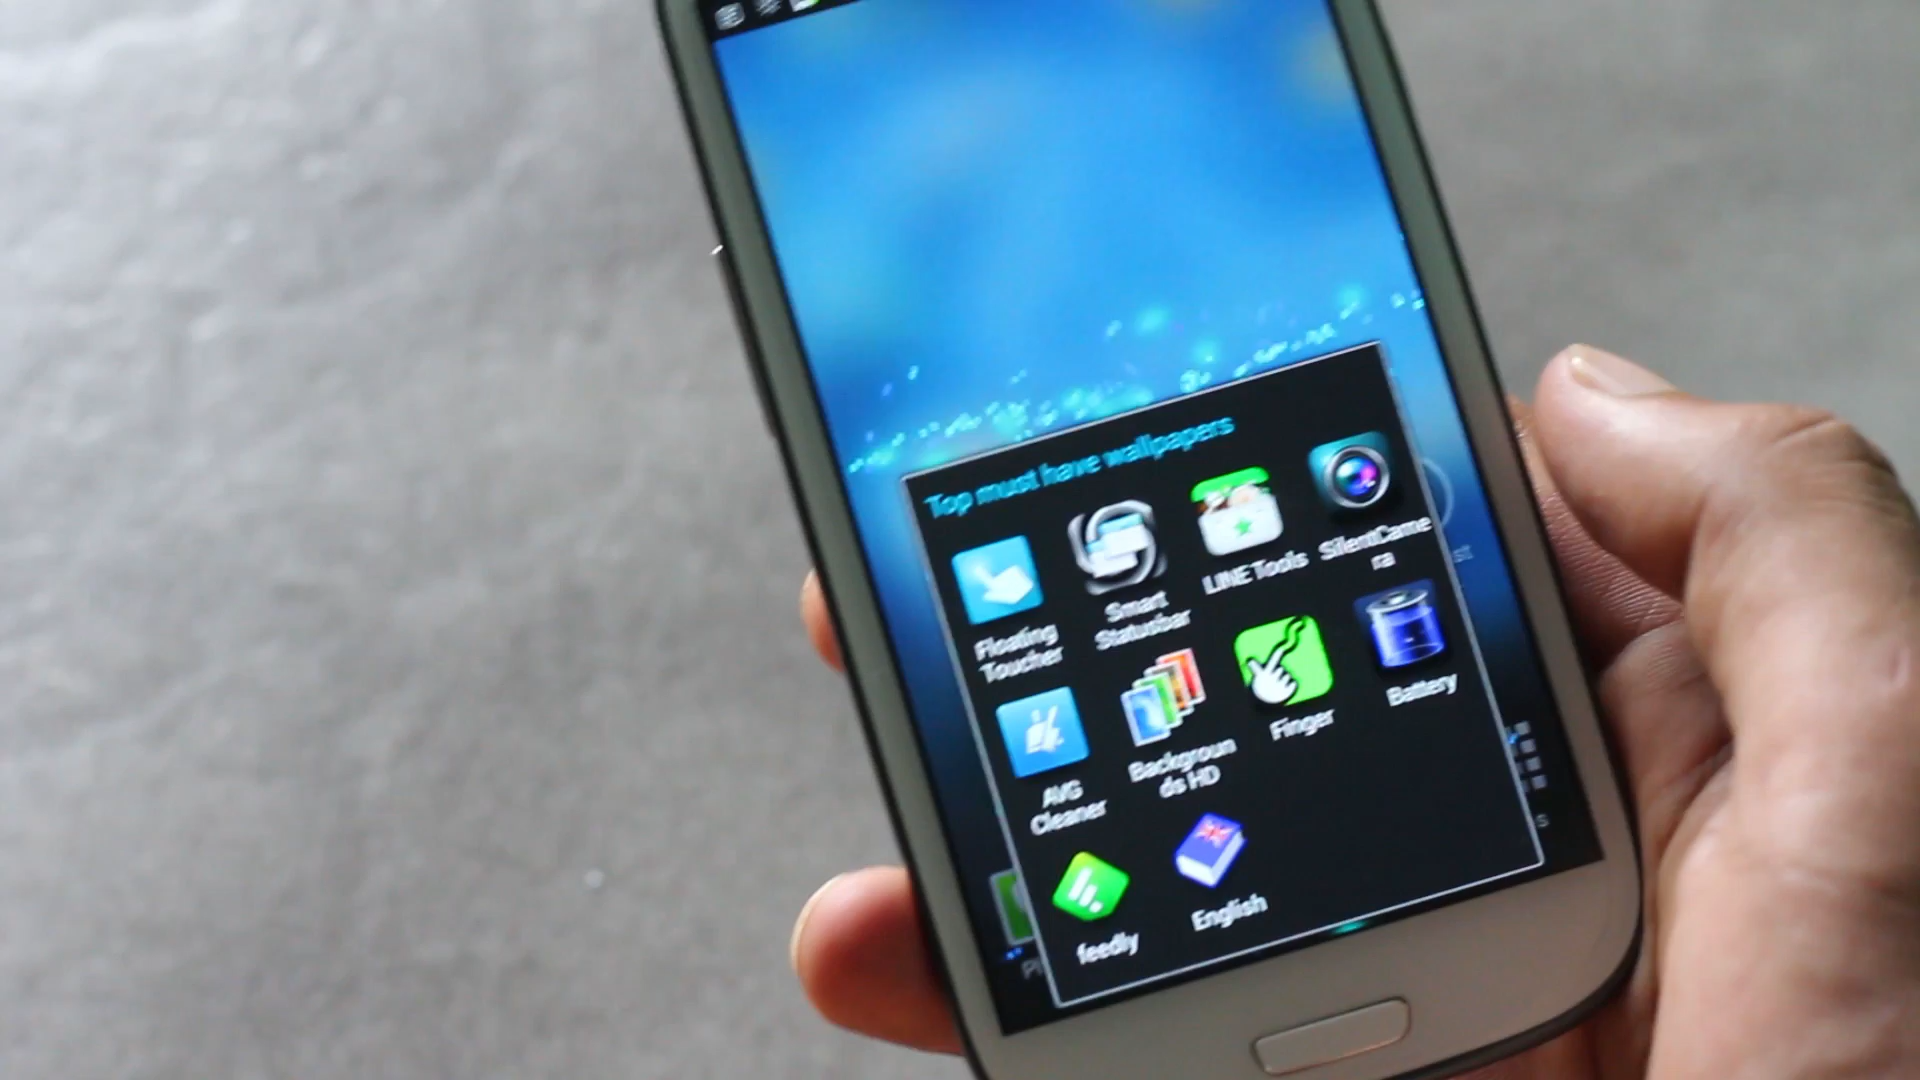 Top must have wallpapers
Floating
Toucher
Smart
Statusbar
LINE Tools
SilentCame
ra
AVG
Cleaner
Backgroun
ds HD
Finger
Battery
feedly
English
st
s